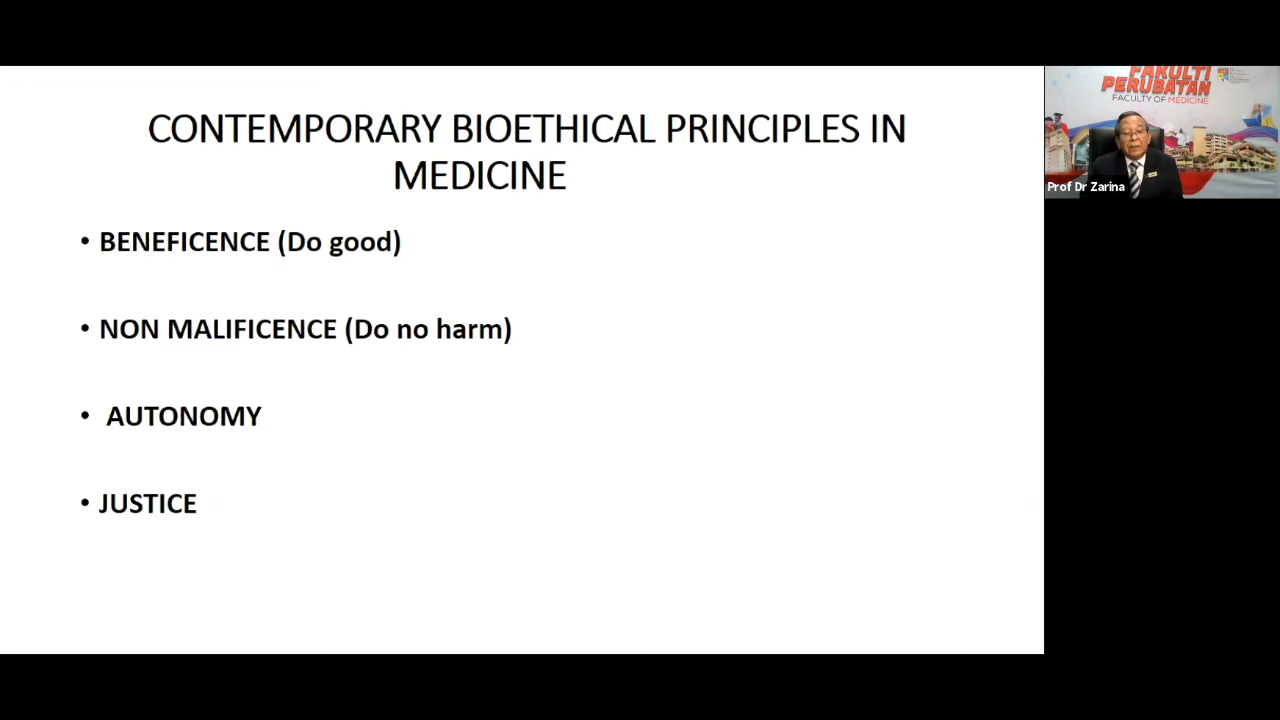 CONTEMPORARY BIOETHICAL PRINCIPLES IN
MEDICINE
• BENEFICENCE (Do good)
• NON MALIFICENCE (Do no harm)
• AUTONOMY
• JUSTICE
FAKULTI
PERUBATAN
FACULTY OF MEDICINE
Prof Dr Zarina